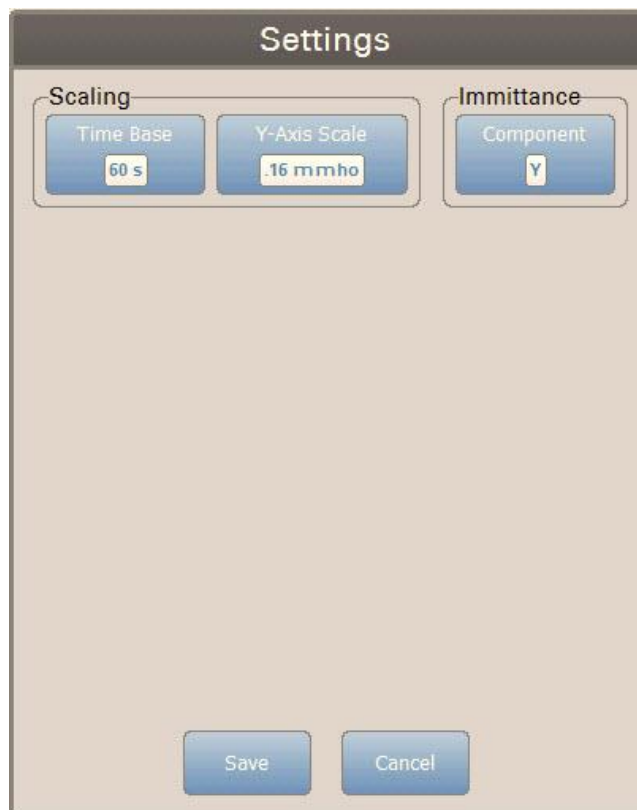 Settings
Scaling
Immittance
Time Base
Y-Axis Scale
Component
60 s
.16 mmho
Y
Save
Cancel